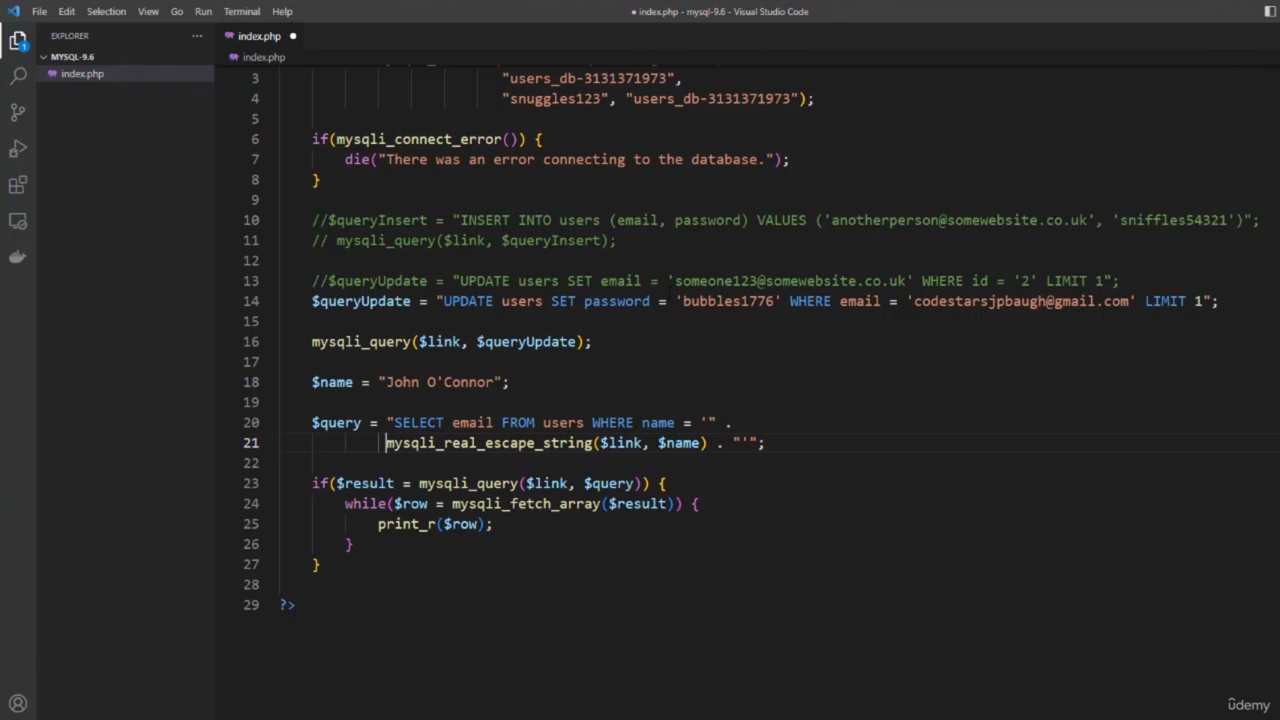 File Edit Selection View Go Run Terminal Help
● index.php - mysql-9.6 - Visual Studio Code
EXPLORER
index.php ●
MYSQL-9.6
index.php
index.php
1
3 "users_db-3131371973",
4 "snuggles123", "users_db-3131371973");
5
6 if(mysqli_connect_error()) {
7 die("There was an error connecting to the database.");
8 }
9
10 //$queryInsert = "INSERT INTO users (email, password) VALUES ('anotherperson@somewebsite.co.uk', 'sniffles54321')";
11 // mysqli_query($link, $queryInsert);
12
13 //$queryUpdate = "UPDATE users SET email = 'someone123@somewebsite.co.uk' WHERE id = '2' LIMIT 1";
14 $queryUpdate = "UPDATE users SET password = 'bubbles1776' WHERE email = 'codestarsjpbaugh@gmail.com' LIMIT 1";
15
16 mysqli_query($link, $queryUpdate);
17
18 $name = "John O'Connor";
19
20 $query = "SELECT email FROM users WHERE name = '" .
21 mysqli_real_escape_string($link, $name) . "'";
22
23 if($result = mysqli_query($link, $query)) {
24 while($row = mysqli_fetch_array($result)) {
25 print_r($row);
26 }
27 }
28
29 ?>
ûdemy